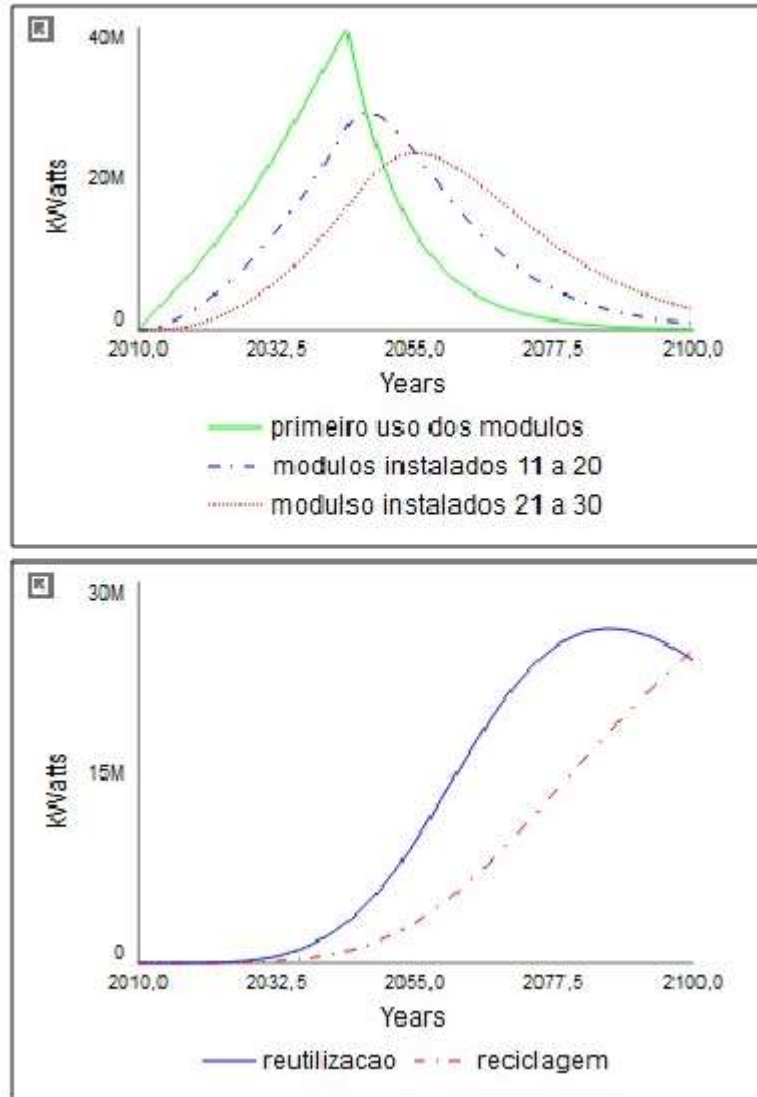 40M
20M
0
kWatts
2010,0 2032,5 2055,0 2077,5 2100,0
Years
primeiro uso dos modulos
modulos instalados 11 a 20
modulso instalados 21 a 30
30M
15M
0
kWatts
2010,0 2032,5 2055,0 2077,5 2100,0
Years
reutilizacao reciclagem